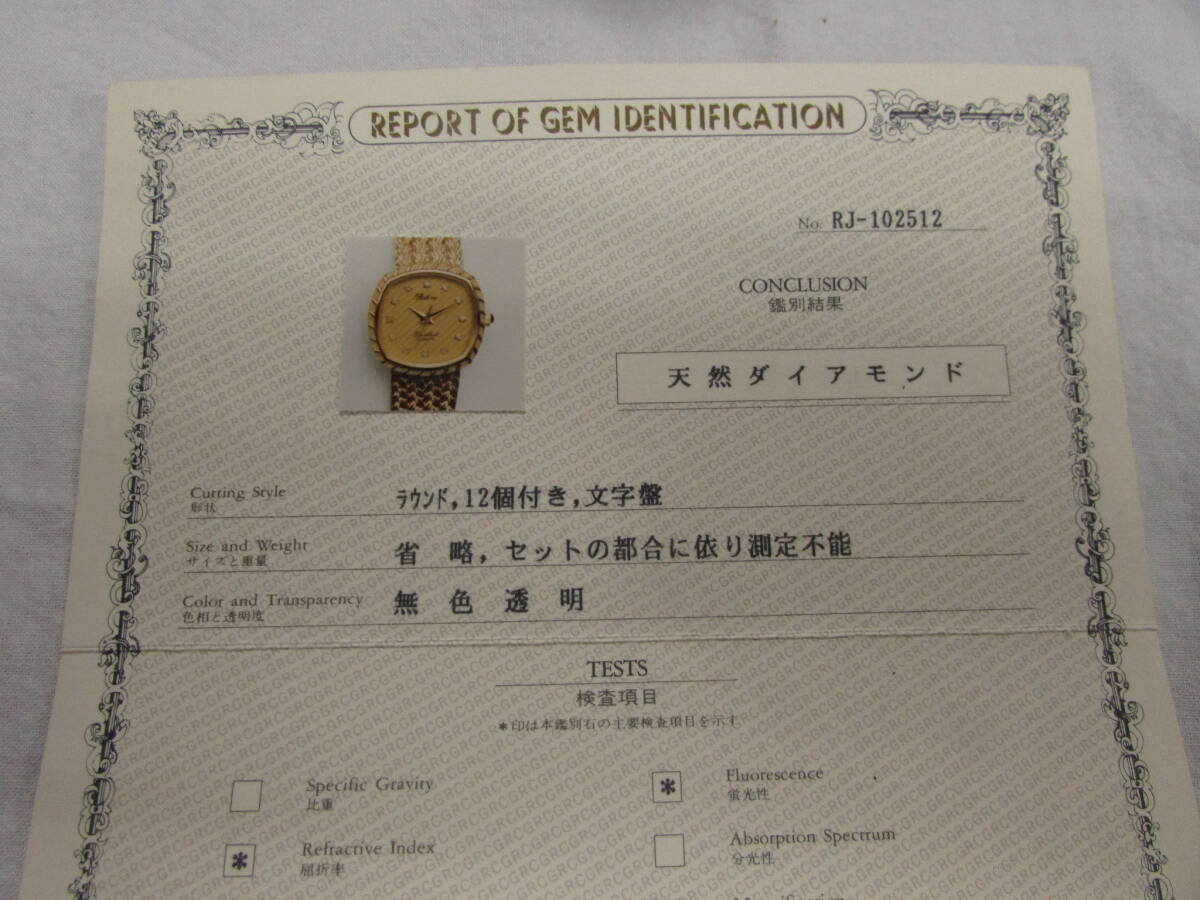 REPORT OF GEM IDENTIFICATION
No. RJ-102512
CONCLUSION
鑑別結果
天然ダイアモンド
Cutting Style
形状
ラウンド,12個付き,文字盤
Size and Weight
サイズと重量
省 略,セットの都合に依り測定不能
Color and Transparency
色相と透明度
無 色 透 明
TESTS
検査項目
*印は本鑑別石の主要検査項目を示す
Specific Gravity
比重
* Fluorescence
蛍光性
* Refractive Index
屈折率
Absorption Spectrum
分光性